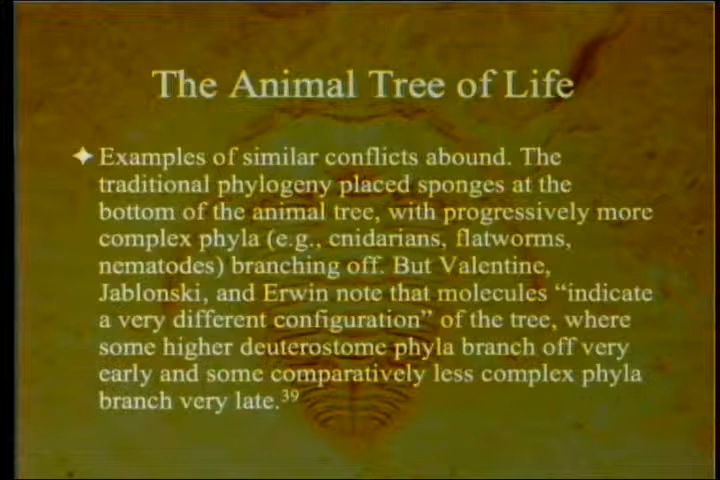 The Animal Tree of Life
Examples of similar conflicts abound. The
traditional phylogeny placed sponges at the
bottom of the animal tree, with progressively more
complex phyla (e.g., cnidarians, flatworms,
nematodes) branching off. But Valentine,
Jablonski, and Erwin note that molecules “indicate
a very different configuration” of the tree, where
some higher deuterostome phyla branch off very
early and some comparatively less complex phyla
branch very late.39